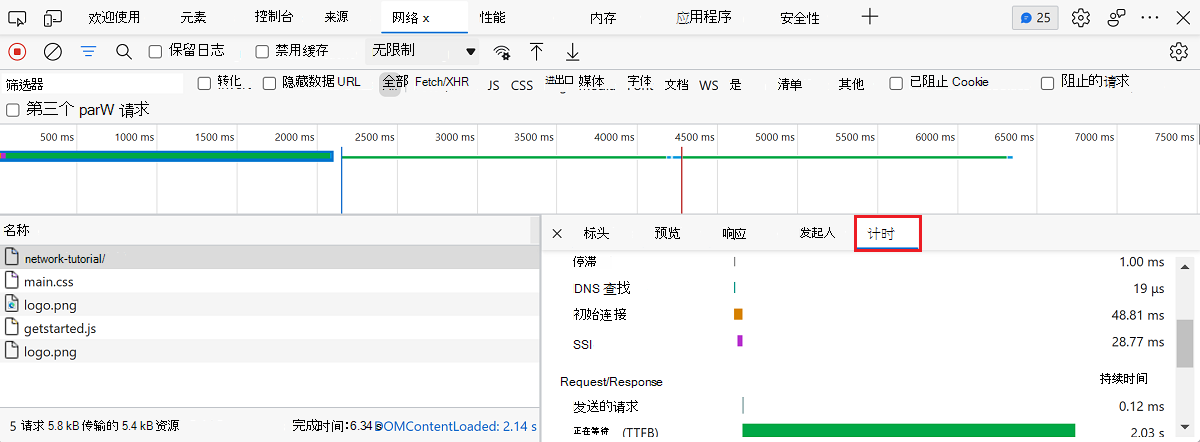 欢迎使用 元素 控制台 来源 网络 x 性能 内存 应用程序 安全性 25
保留日志 禁用缓存 无限制
筛选器 转化 隐藏数据 URL 全部 Fetch/XHR JS CSS 进出口 媒体 字体 文档 WS 是 清单 其他 已阻止 Cookie 阻止的请求
第三个 parW 请求
500 ms 1000 ms 1500 ms 2000 ms 2500 ms 3000 ms 3500 ms 4000 ms 4500 ms 5000 ms 5500 ms 6000 ms 6500 ms 7000 ms 7500 ms
名称
network-tutorial/
main.css
logo.png
getstarted.js
logo.png
5 请求 5.8 kB 传输的 5.4 kB 资源 完成时间：6.34 s DOMContentLoaded: 2.14 s
标头 预览 响应 发起人 计时
停滞 1.00 ms
DNS 查找 19 μs
初始连接 48.81 ms
SSI 28.77 ms
Request/Response 持续时间
发送的请求 0.12 ms
正在等待 (TTFB) 2.03 s